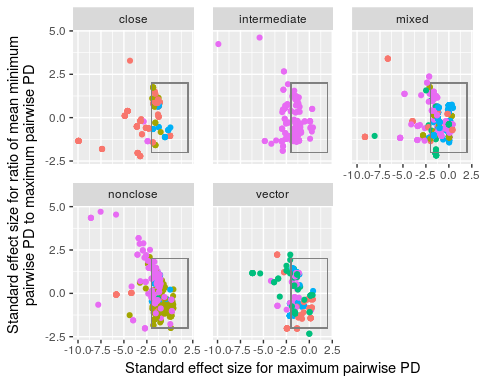 close intermediate mixed
5.0
2.5
0.0
-2.5
-10.0 -7.5 -5.0 -2.5 0.0 2.5
nonclose vector
5.0
2.5
0.0
-2.5
-10.0 -7.5 -5.0 -2.5 0.0 2.5 -10.0 -7.5 -5.0 -2.5 0.0 2.5
Standard effect size for maximum pairwise PD
Standard effect size for ratio of mean minimum
pairwise PD to maximum pairwise PD